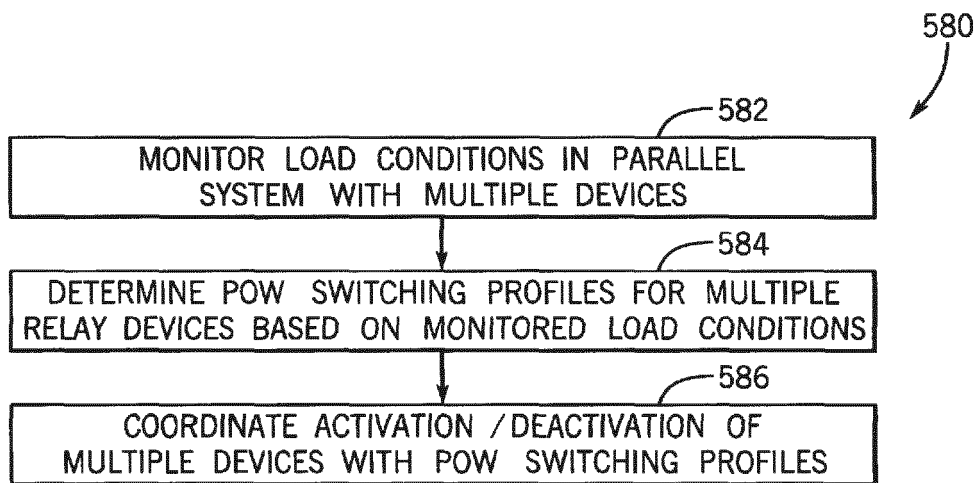 580
582
MONITOR LOAD CONDITIONS IN PARALLEL
SYSTEM WITH MULTIPLE DEVICES
584
DETERMINE POW SWITCHING PROFILES FOR MULTIPLE
RELAY DEVICES BASED ON MONITORED LOAD CONDITIONS
586
COORDINATE ACTIVATION / DEACTIVATION OF
MULTIPLE DEVICES WITH POW SWITCHING PROFILES